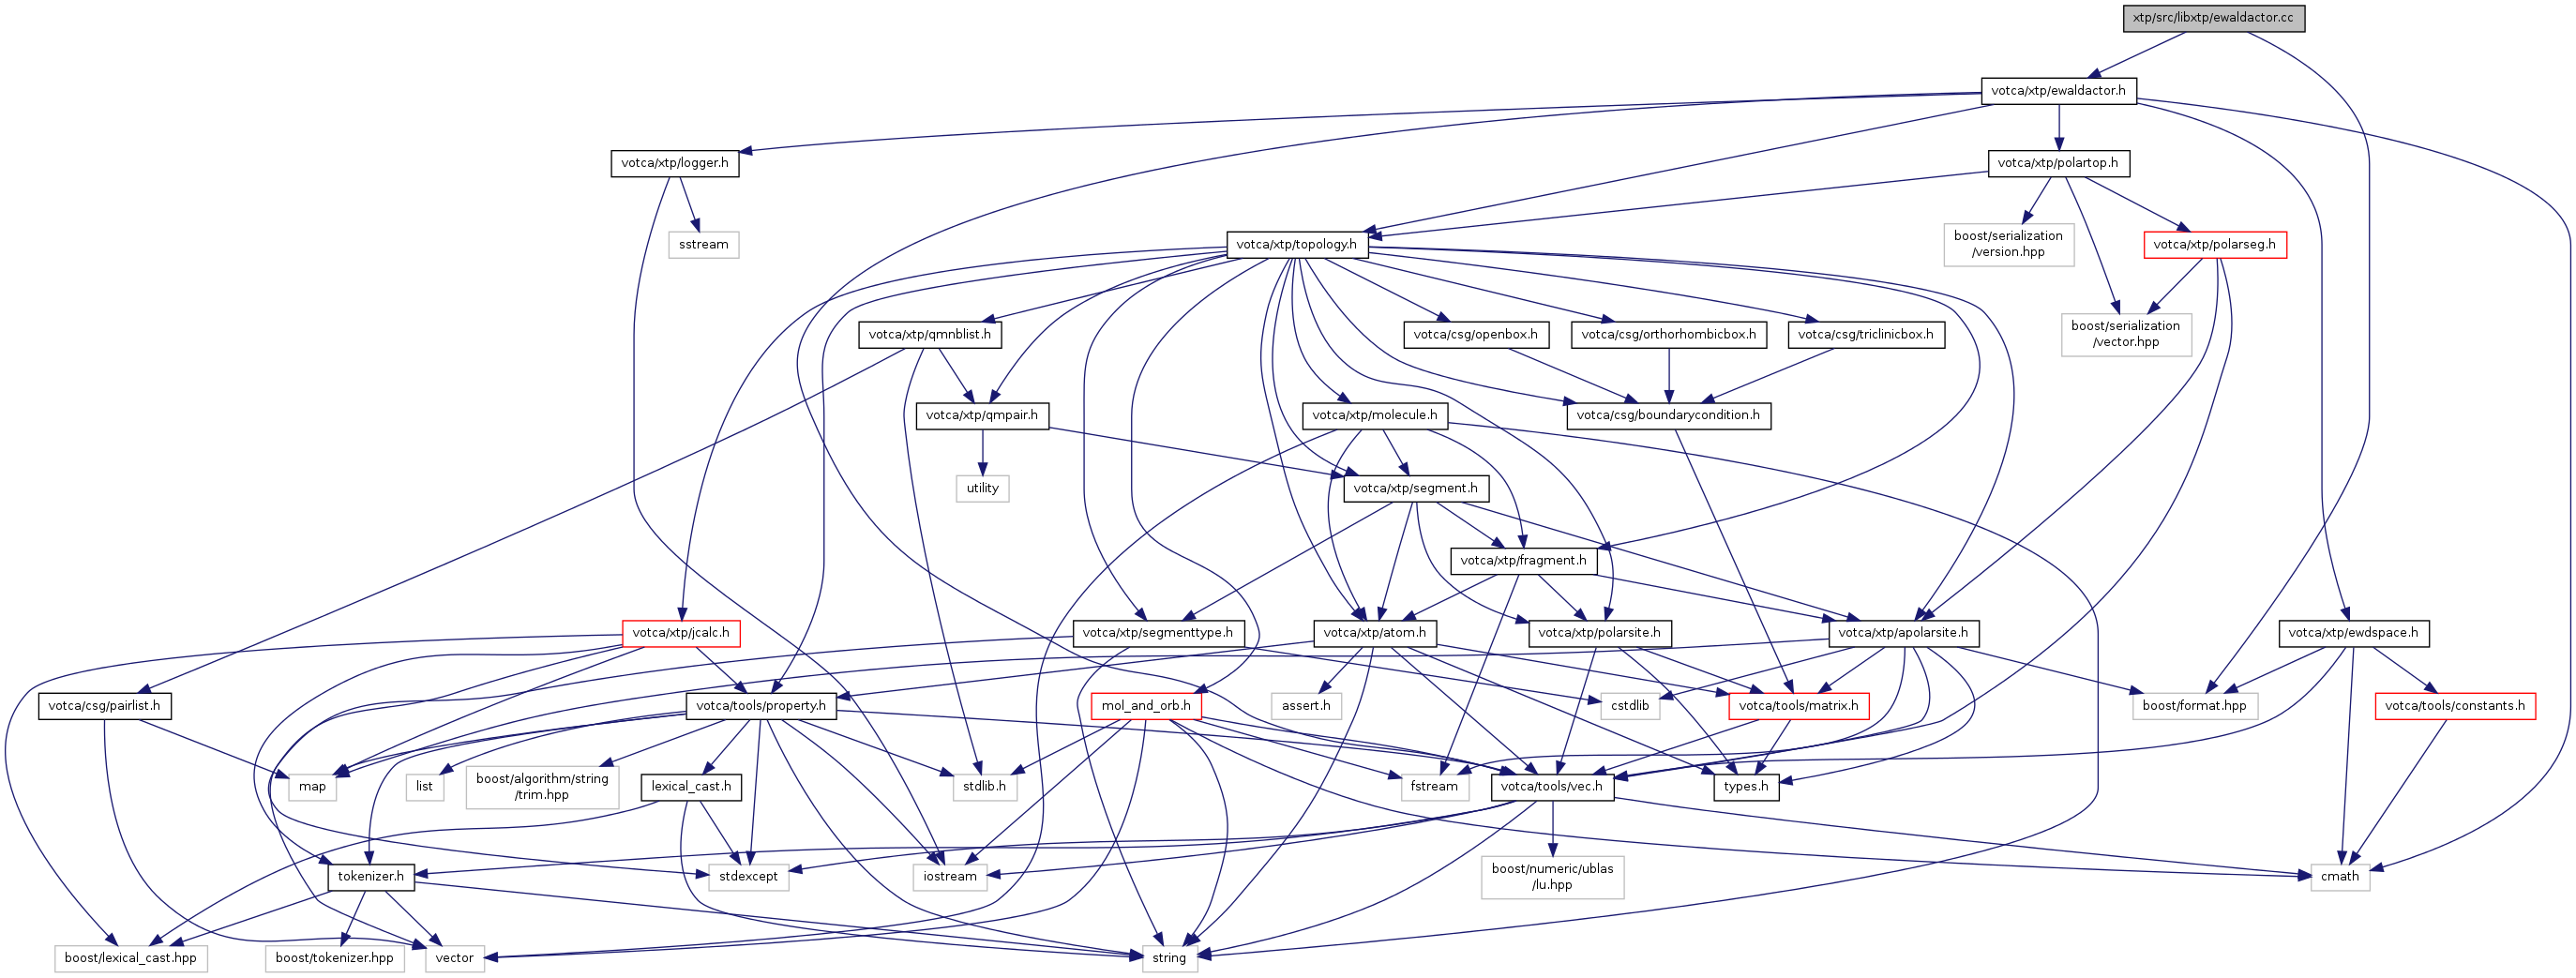 xtp/src/libxtp/ewaldactor.cc
votca/xtp/ewaldactor.h
votca/xtp/logger.h
votca/xtp/polartop.h
sstream
votca/xtp/topology.h
boost/serialization
/version.hpp
votca/xtp/polarseg.h
votca/xtp/qmnblist.h
votca/csg/openbox.h
votca/csg/orthorhombicbox.h
votca/csg/triclinicbox.h
boost/serialization
/vector.hpp
votca/xtp/qmpair.h
votca/xtp/molecule.h
votca/csg/boundarycondition.h
utility
votca/xtp/segment.h
votca/xtp/fragment.h
votca/xtp/jcalc.h
votca/xtp/segmenttype.h
votca/xtp/atom.h
votca/xtp/polarsite.h
votca/xtp/apolarsite.h
votca/xtp/ewdspace.h
votca/csg/pairlist.h
votca/tools/property.h
mol_and_orb.h
assert.h
cstdlib
votca/tools/matrix.h
boost/format.hpp
votca/tools/constants.h
map
list
boost/algorithm/string
/trim.hpp
lexical_cast.h
stdlib.h
fstream
votca/tools/vec.h
types.h
tokenizer.h
stdexcept
iostream
boost/numeric/ublas
/lu.hpp
cmath
boost/lexical_cast.hpp
boost/tokenizer.hpp
vector
string